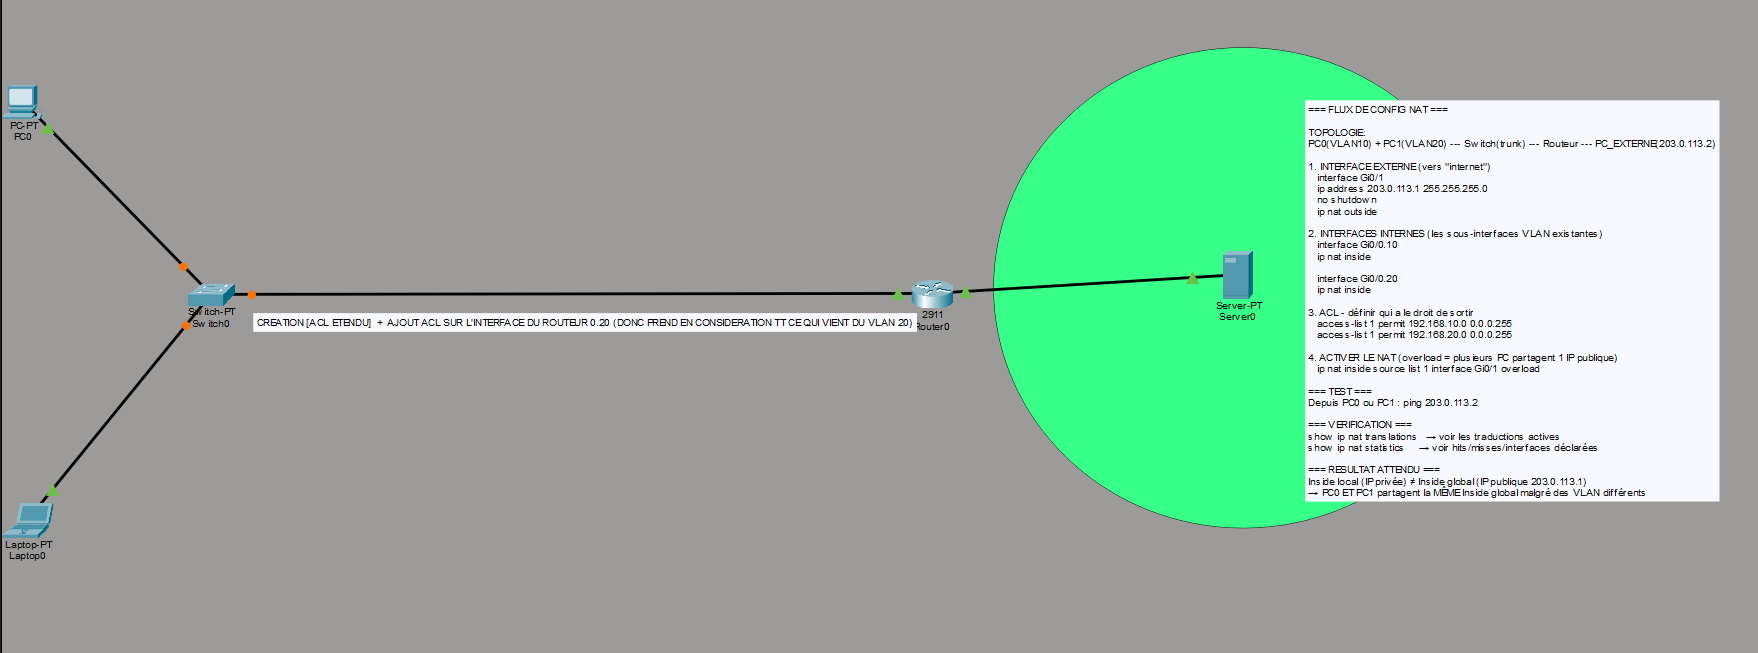 PC-PT
PC0
Switch-PT
Switch0
CREATION [ACL ETENDU] + AJOUT ACL SUR L'INTERFACE DU ROUTEUR 0.20 (DONC PREND EN CONSIDERATION TT CE QUI VIENT DU VLAN 20)
2911
Router0
Server-PT
Server0
Laptop-PT
Laptop0
=== FLUX DE CONFIG NAT ===
TOPOLOGIE:
PC0(VLAN10) + PC1(VLAN20) --- Switch(trunk) --- Routeur --- PC_EXTERNE(203.0.113.2)
1. INTERFACE EXTERNE (vers "internet")
interface Gi0/1
ip address 203.0.113.1 255.255.255.0
no shutdown
ip nat outside
2. INTERFACES INTERNES (les sous-interfaces VLAN existantes)
interface Gi0/0.10
ip nat inside
interface Gi0/0.20
ip nat inside
3. ACL - définir qui a le droit de sortir
access-list 1 permit 192.168.10.0 0.0.0.255
access-list 1 permit 192.168.20.0 0.0.0.255
4. ACTIVER LE NAT (overload = plusieurs PC partagent 1 IP publique)
ip nat inside source list 1 interface Gi0/1 overload
=== TEST ===
Depuis PC0 ou PC1 : ping 203.0.113.2
=== VERIFICATION ===
show ip nat translations → voir les traductions actives
show ip nat statistics → voir hits/misses/interfaces déclarées
=== RESULTAT ATTENDU ===
Inside local (IP privée) ≠ Inside global (IP publique 203.0.113.1)
→ PC0 ET PC1 partagent la MÊME Inside global malgré des VLAN différents